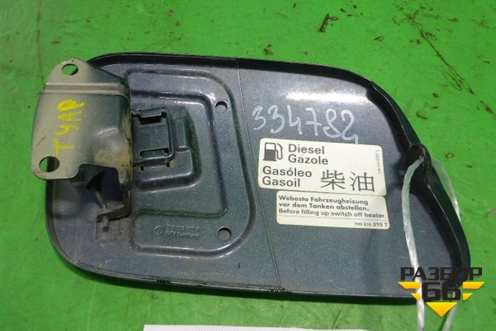 ТУАР
334782
Diesel
Gazole
Gasóleo
Gasoil
柴油
Webasto Fahrzeugheizung
vor dem Tanken abstellen.
Before filling up switch off heater.
310 T
РАЗБОР
66